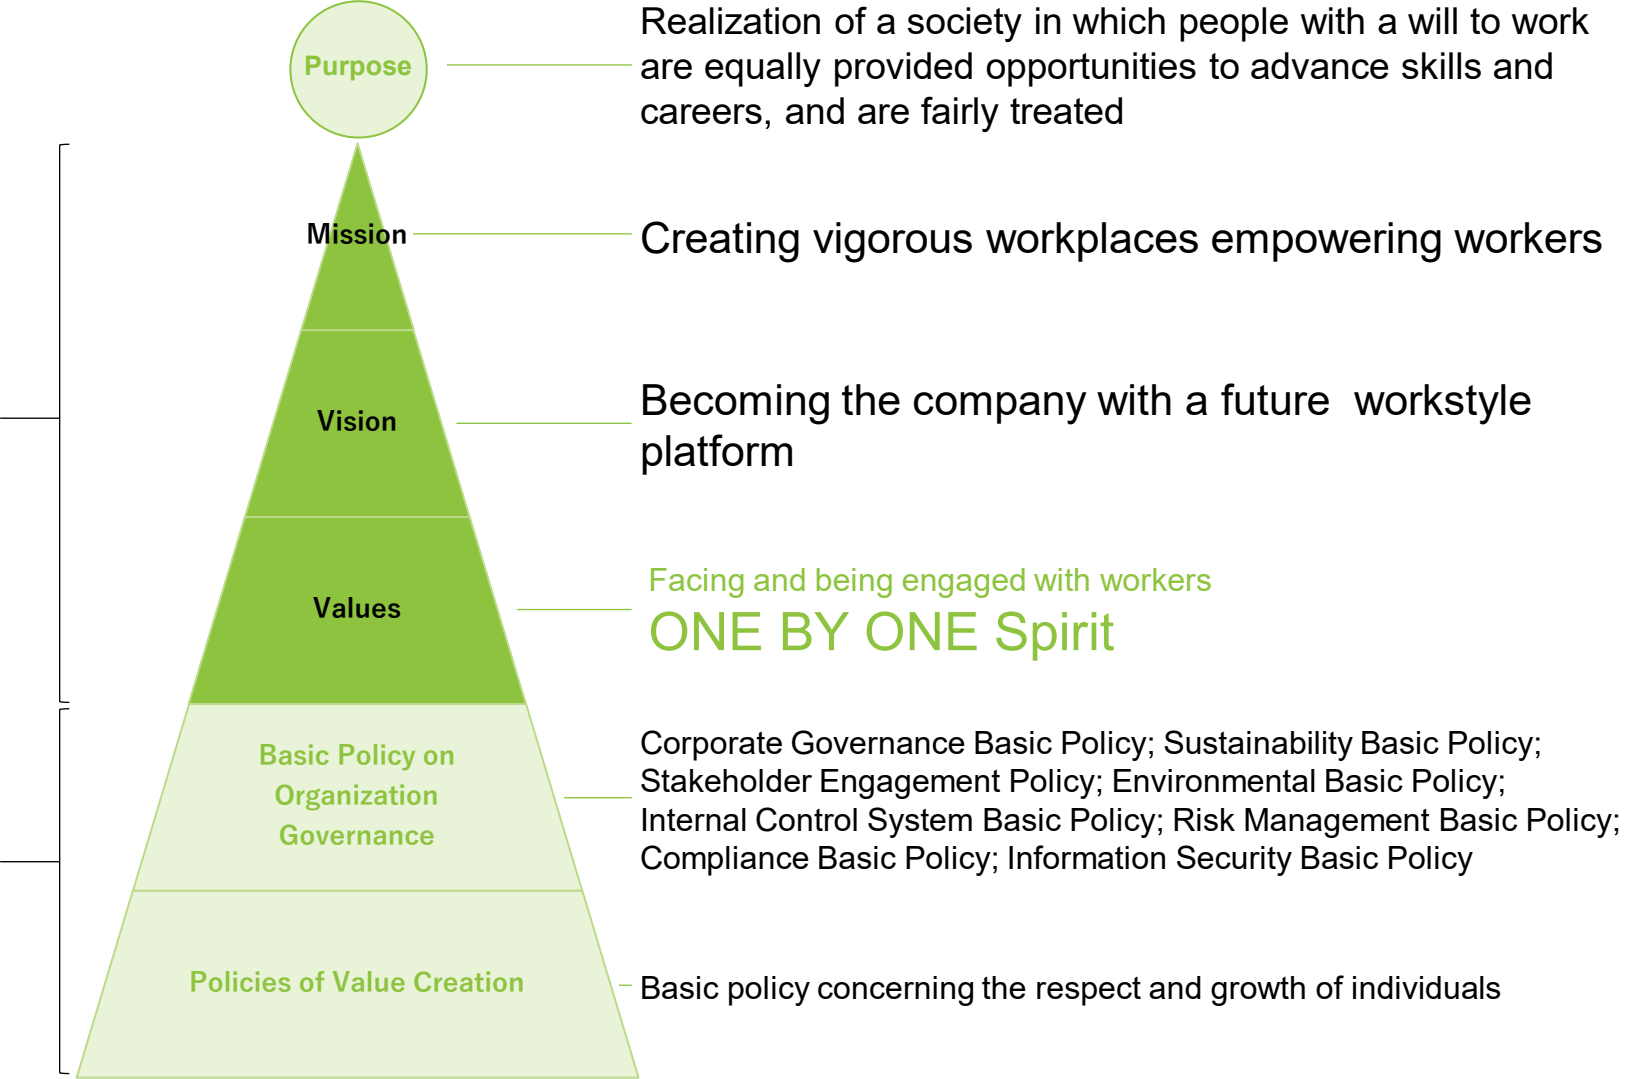 Purpose
Realization of a society in which people with a will to work
are equally provided opportunities to advance skills and
careers, and are fairly treated
Mission
Creating vigorous workplaces empowering workers
Vision
Becoming the company with a future  workstyle
platform
Values
Facing and being engaged with workers
ONE BY ONE Spirit
Basic Policy on
Organization
Governance
Corporate Governance Basic Policy; Sustainability Basic Policy;
Stakeholder Engagement Policy; Environmental Basic Policy;
Internal Control System Basic Policy; Risk Management Basic Policy;
Compliance Basic Policy; Information Security Basic Policy
Policies of Value Creation
Basic policy concerning the respect and growth of individuals